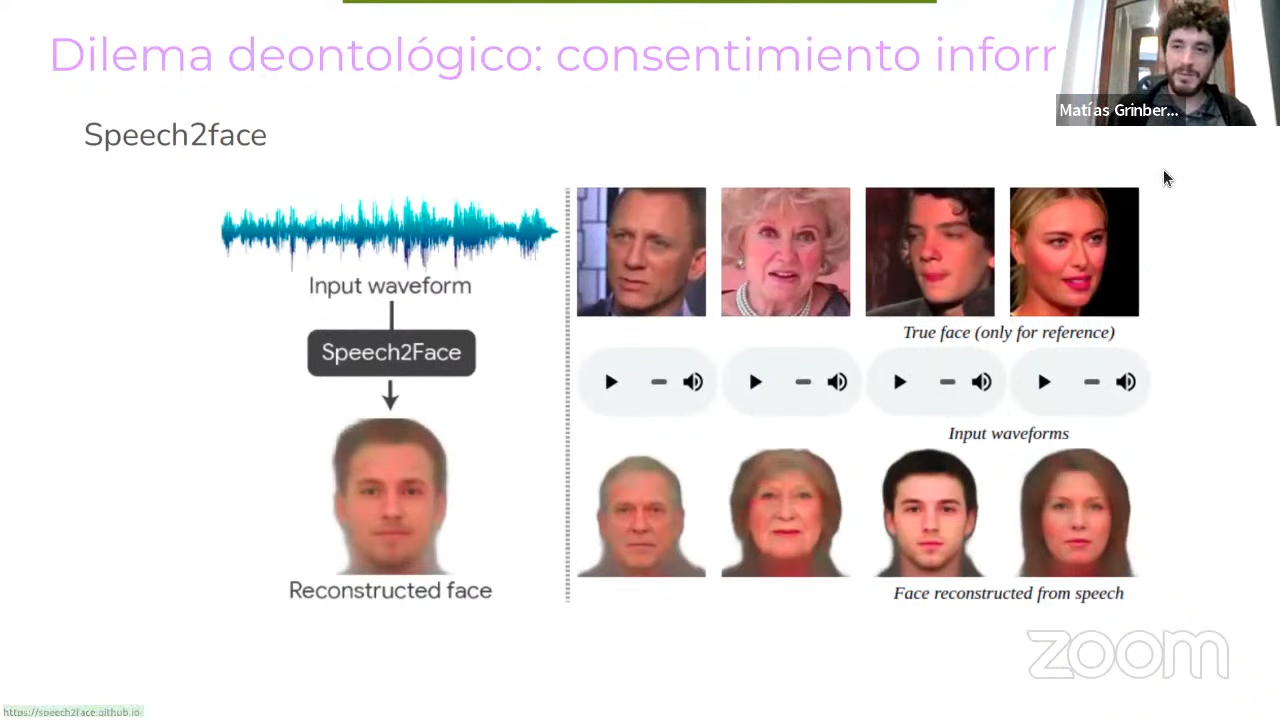 Dilema deontológico: consentimiento inforr
Matías Grinber...
Speech2face
Input waveform
Speech2Face
Reconstructed face
True face (only for reference)
Input waveforms
Face reconstructed from speech
zoom
https://speech2face.github.io